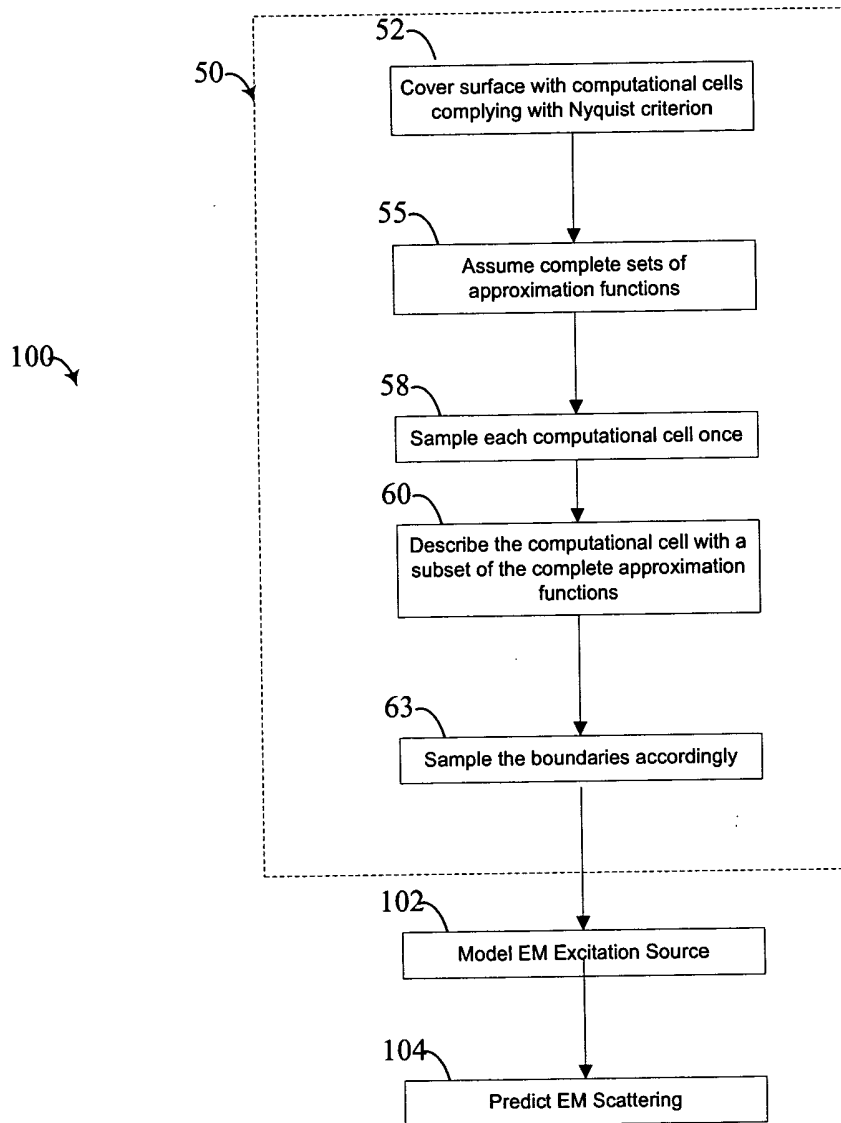 52
50
Cover surface with computational cells
complying with Nyquist criterion
55
Assume complete sets of
approximation functions
100
58
Sample each computational cell once
60
Describe the computational cell with a
subset of the complete approximation
functions
63
Sample the boundaries accordingly
102
Model EM Excitation Source
104
Predict EM Scattering